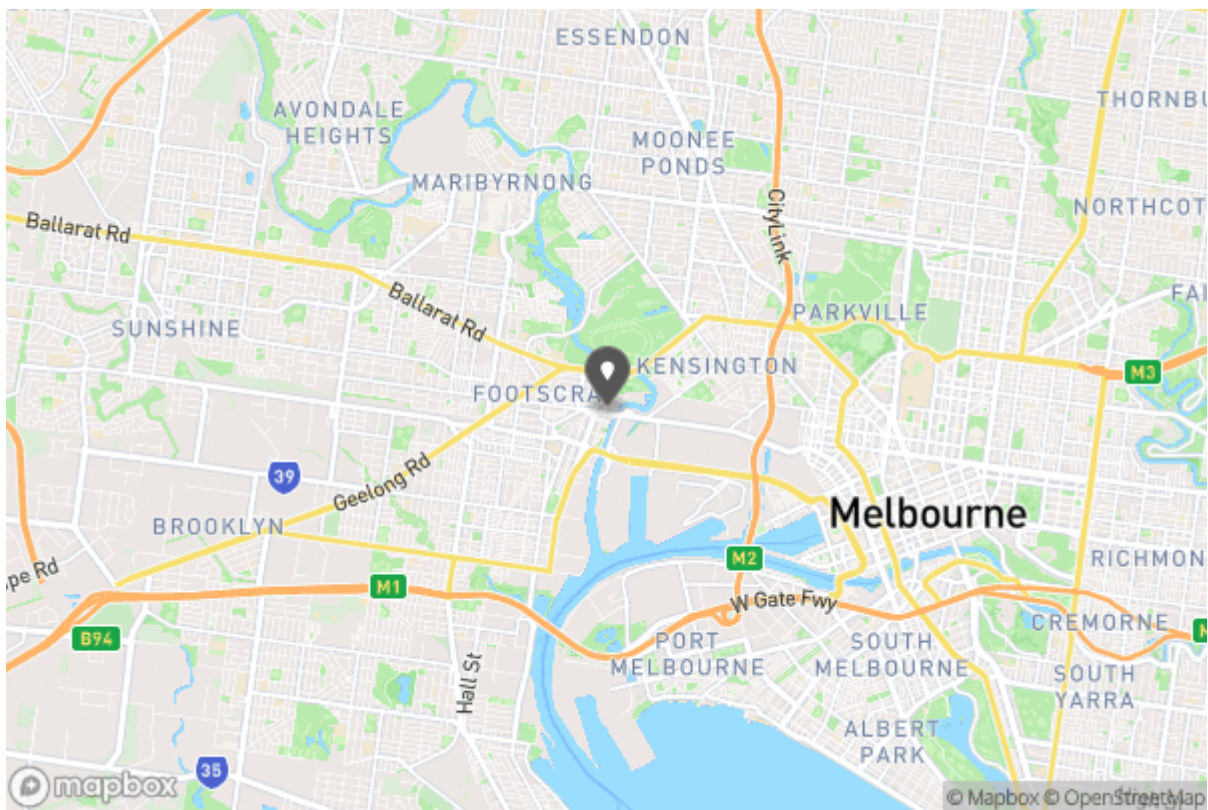 ESSENDON
THORNBU
AVONDALE
HEIGHTS
MOONEE
PONDS
MARIBYRNONG
CityLink
NORTHCOT
Ballarat Rd
Ballarat Rd
FAI
PARKVILLE
SUNSHINE
KENSINGTON
M3
FOOTSCRA
39
Geelong Rd
Melbourne
BROOKLYN
RICHMON
M2
pe Rd
M1
W Gate Fwy
CREMORNE
M
B94
PORT
MELBOURNE
SOUTH
MELBOURNE
SOUTH
YARRA
Hall St
ALBERT
PARK
35
mapbox
© Mapbox © OpenStreetMap